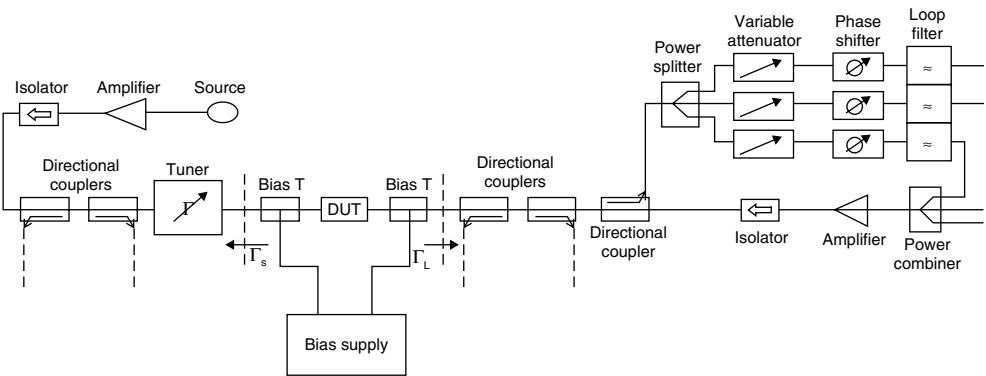 Variable
attenuator
Phase
shifter
Loop
filter
Power
splitter
Isolator
Amplifier
Source
≈
≈
≈
Directional
couplers
Tuner
Γ
Bias T
DUT
Bias T
Directional
couplers
Directional
coupler
Isolator
Amplifier
Power
combiner
Γs
ΓL
Bias supply